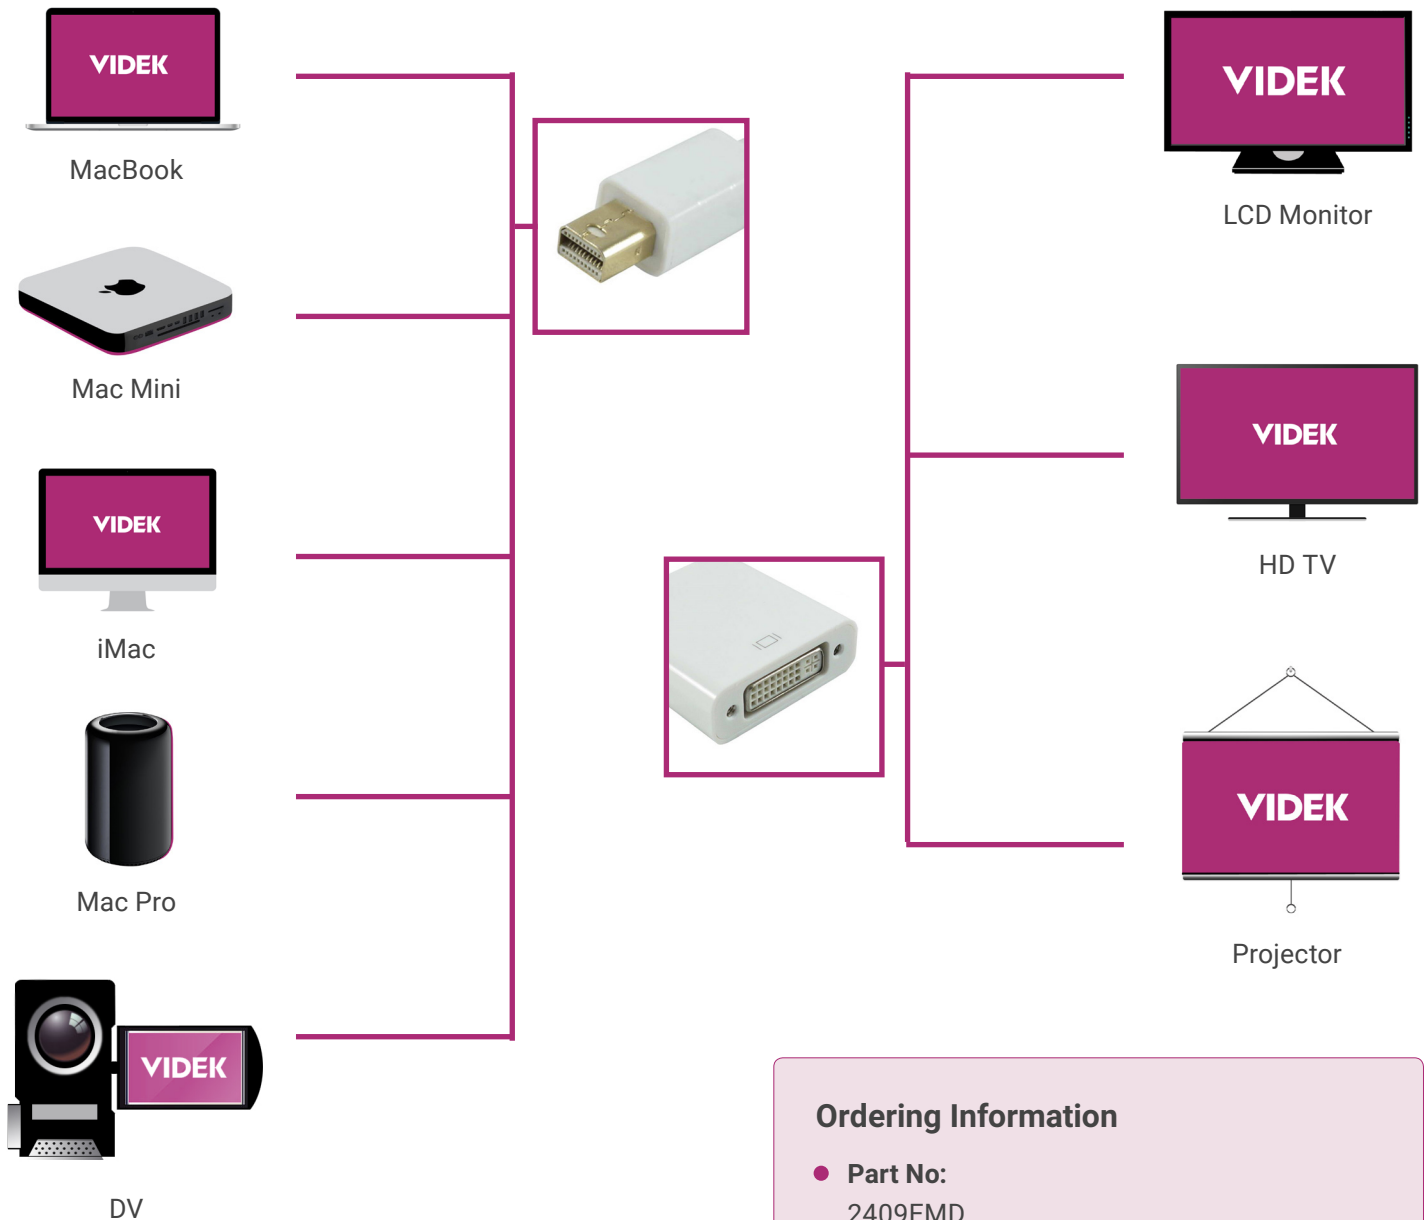 VIDEK
MacBook
Mac Mini
VIDEK
iMac
Mac Pro
VIDEK
DV
VIDEK
LCD Monitor
VIDEK
HD TV
VIDEK
Projector
Ordering Information
Part No:
2409FMD